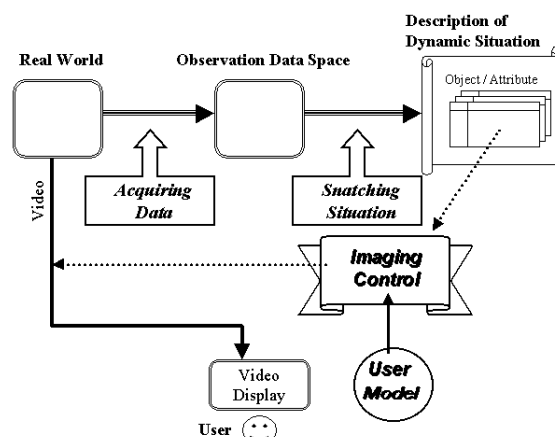 Description of
Dynamic Situation
Real World
Observation Data Space
Object / Attribute
Acquiring
Data
Snatching
Situation
Video
Imaging
Control
Video
Display
User
Model
User